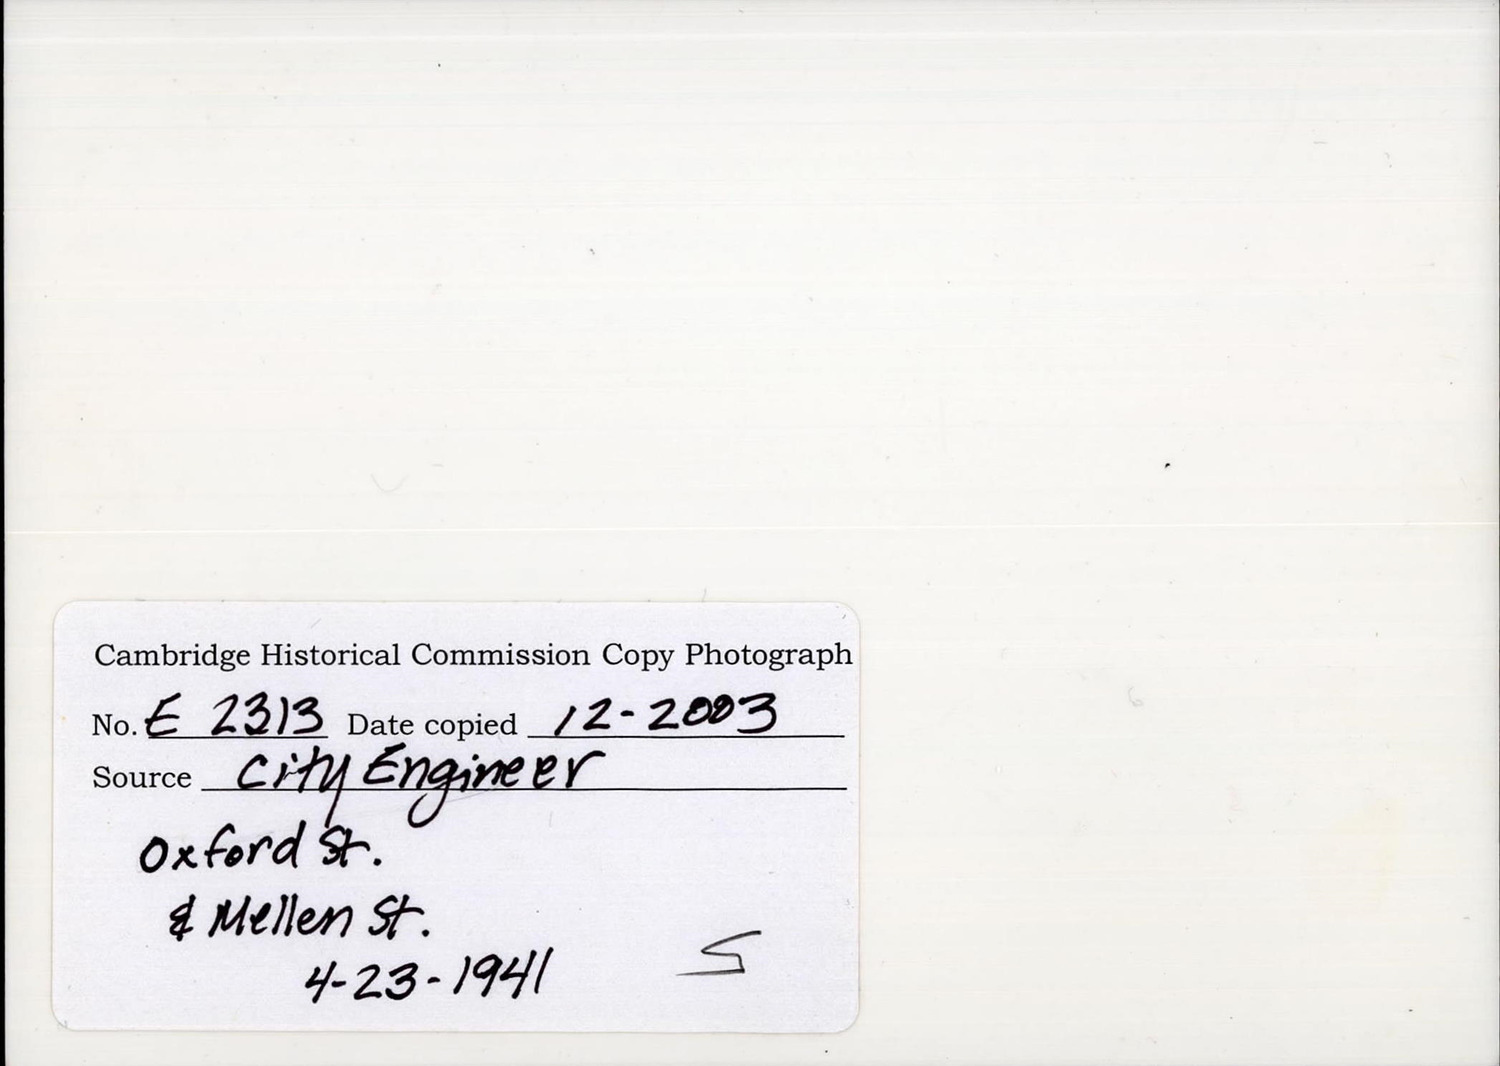 Cambridge Historical Commission Copy Photograph
No. E 2313 Date copied 12-2003
Source City Engineer
Oxford St.
& Mellen St.
4-23-1941
S